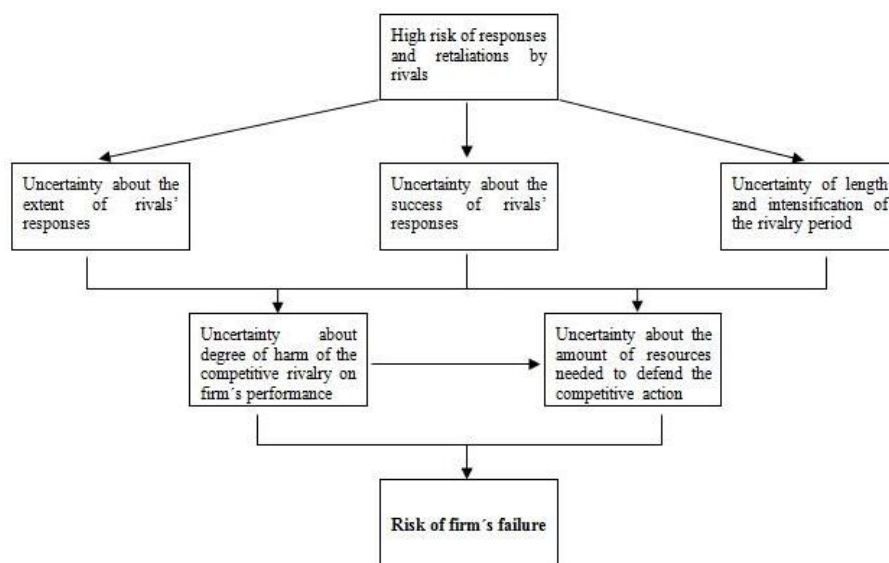 High risk of responses
and retaliations by
rivals
Uncertainty about the
extent of rivals’
responses
Uncertainty about the
success of rivals’
responses
Uncertainty of length
and intensification of
the rivalry period
Uncertainty about
degree of harm of the
competitive rivalry on
firm´s performance
Uncertainty about the
amount of resources
needed to defend the
competitive action
Risk of firm´s failure